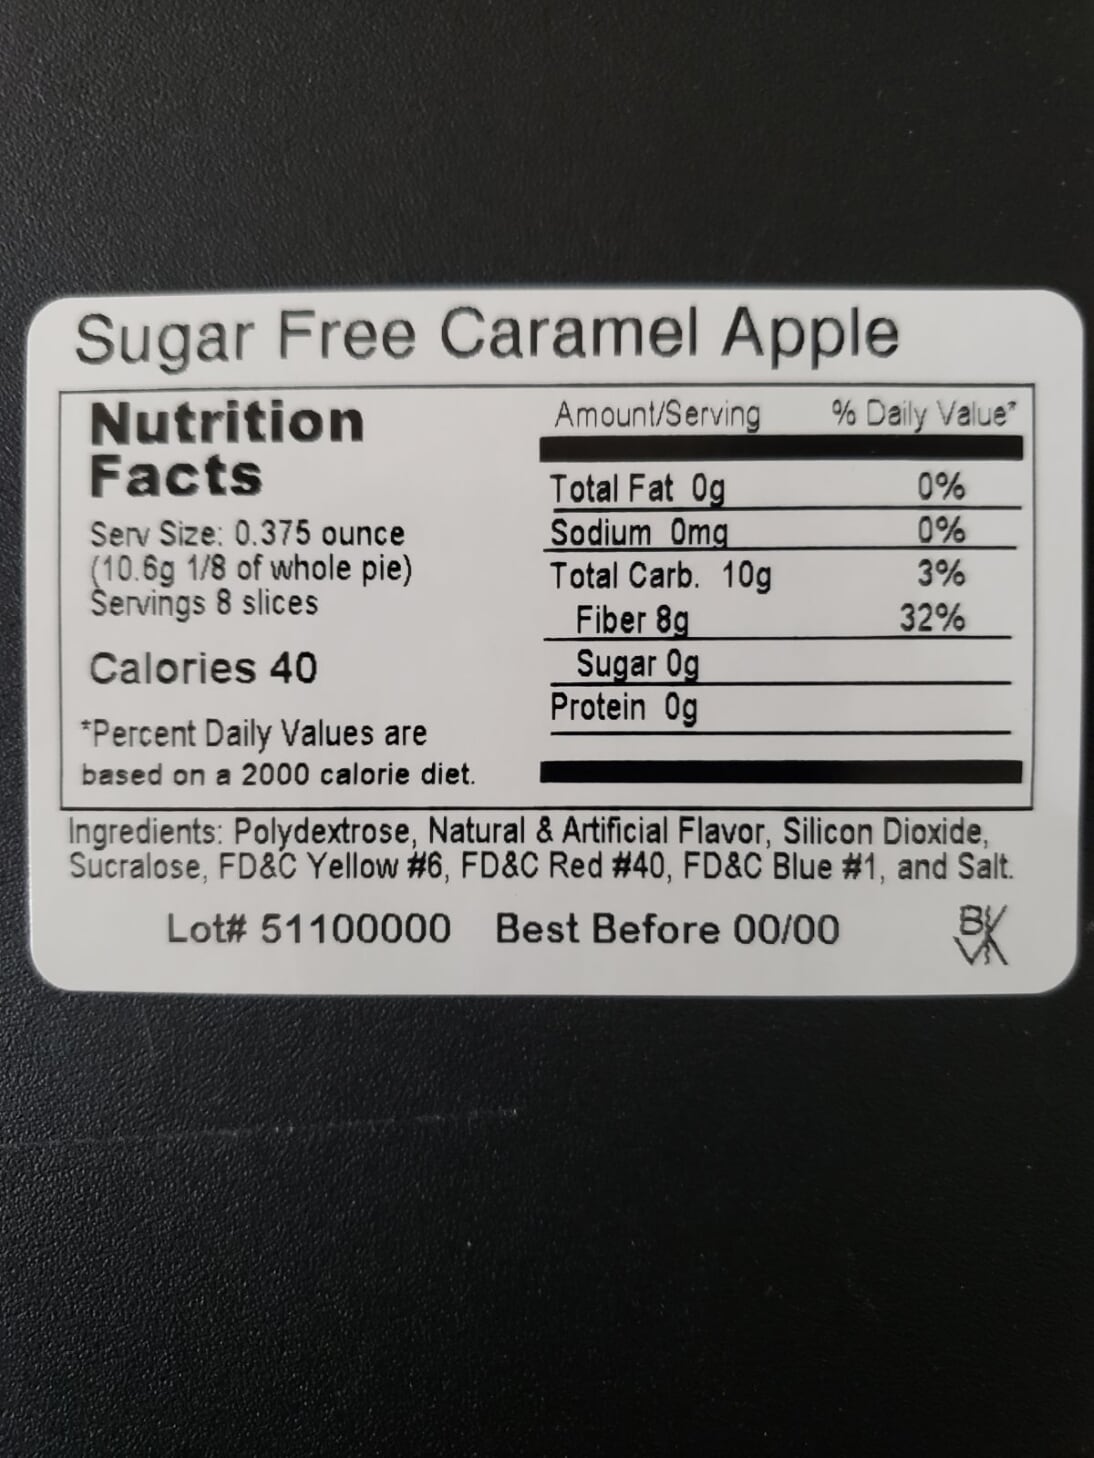 Sugar Free Caramel Apple
Nutrition
Facts
Serv Size: 0.375 ounce
(10.6g 1/8 of whole pie)
Servings 8 slices
Calories 40
*Percent Daily Values are
based on a 2000 calorie diet.
Amount/Serving % Daily Value*
Total Fat 0g 0%
Sodium 0mg 0%
Total Carb. 10g 3%
Fiber 8g 32%
Sugar 0g
Protein 0g
Ingredients: Polydextrose, Natural & Artificial Flavor, Silicon Dioxide,
Sucralose, FD&C Yellow #6, FD&C Red #40, FD&C Blue #1, and Salt.
Lot# 51100000 Best Before 00/00